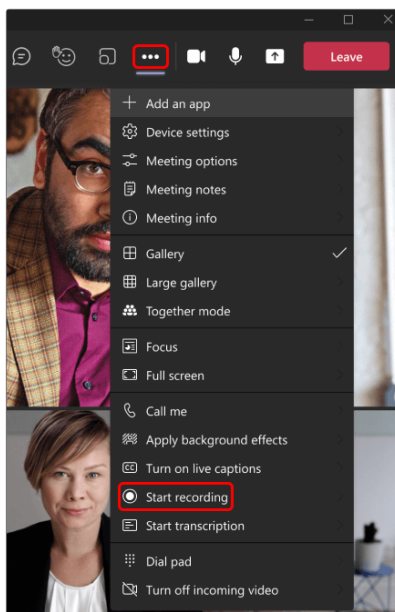 Leave
Add an app
Device settings
Meeting options
Meeting notes
Meeting info
Gallery
Large gallery
Together mode
Focus
Full screen
Call me
Apply background effects
CC Turn on live captions
Start recording
Start transcription
Dial pad
Turn off incoming video